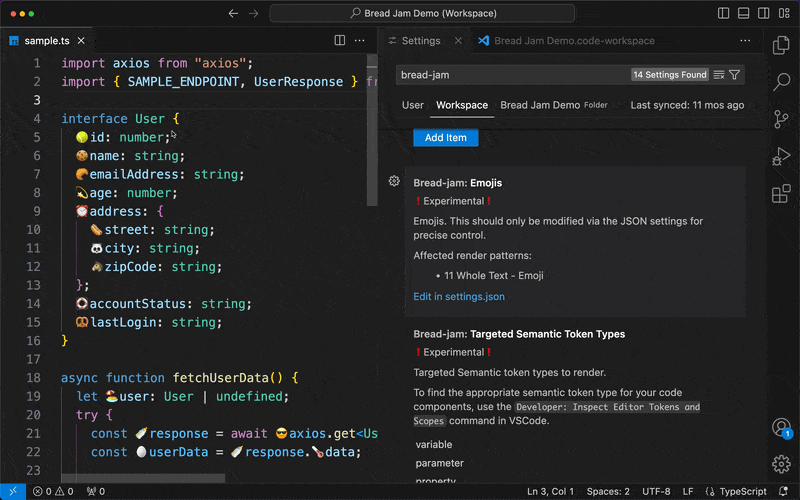 Bread Jam Demo (Workspace)
sample.ts
1 import axios from "axios";
2 import { SAMPLE_ENDPOINT, UserResponse } fr
3
4 interface User {
5 🎾id: number;
6 🍪name: string;
7 🥐emailAddress: string;
8 💫age: number;
9 ⏰address: {
10 🌭street: string;
11 🐼city: string;
12 🦓zipCode: string;
13 };
14 accountStatus: string;
15 🥨lastLogin: string;
16 }
17
18 async function fetchUserData() {
19 let 🏖user: User | undefined;
20 try {
21 const 🍼response = await 😎axios.get<Us
22 const 🥚userData = 🍼response.data;
23
Settings
Bread Jam Demo.code-workspace
bread-jam
14 Settings Found
User Workspace Bread Jam Demo Folder Last synced: 11 mos ago
Add Item
Bread-jam: Emojis
❗Experimental❗
Emojis. This should only be modified via the JSON settings for
precise control.
Affected render patterns:
• 11 Whole Text - Emoji
Edit in settings.json
Bread-jam: Targeted Semantic Token Types
❗Experimental❗
Targeted Semantic token types to render.
To find the appropriate semantic token type for your code
components, use the Developer: Inspect Editor Tokens and
Scopes command in VSCode.
variable
parameter
property
0 0 0 Ln 3, Col 1 Spaces: 2 UTF-8 LF {} TypeScript
1